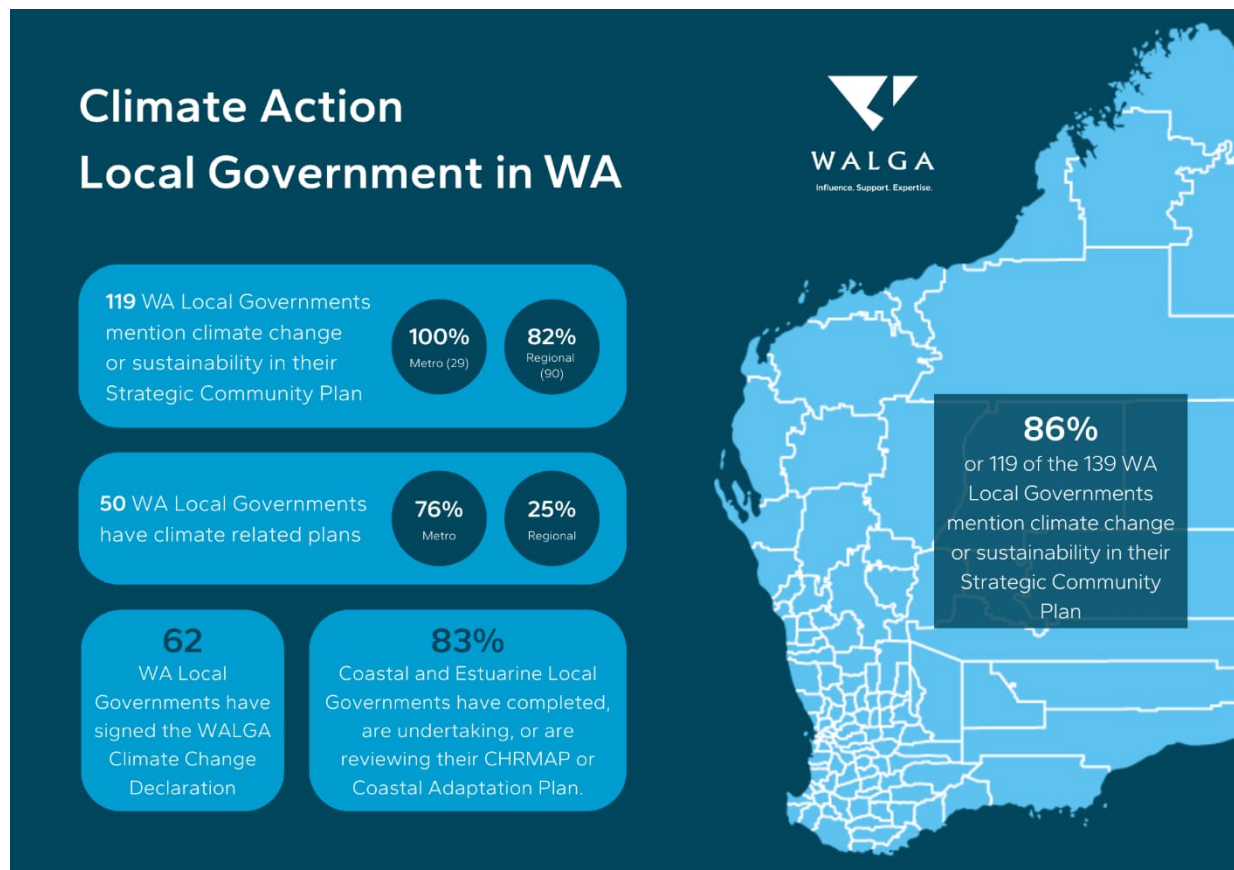 Climate Action
Local Government in WA
WALGA
Influence. Support. Expertise.
119 WA Local Governments
mention climate change
or sustainability in their
Strategic Community Plan
100%
Metro (29)
82%
Regional
(90)
50 WA Local Governments
have climate related plans
76%
Metro
25%
Regional
62
WA Local
Governments have
signed the WALGA
Climate Change
Declaration
83%
Coastal and Estuarine Local
Governments have completed,
are undertaking, or are
reviewing their CHRMAP or
Coastal Adaptation Plan.
86%
or 119 of the 139 WA
Local Governments
mention climate change
or sustainability in their
Strategic Community
Plan